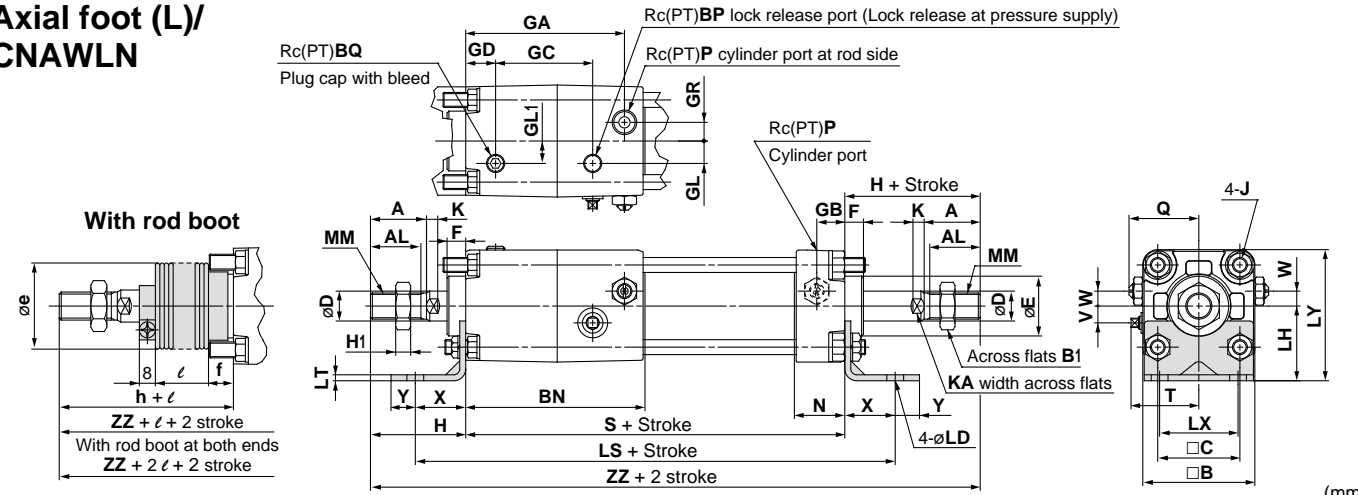 Axial foot (L)/
CNAWLN
Rc(PT)BP lock release port (Lock release at pressure supply)
GA
Rc(PT)BQ
Plug cap with bleed
GD
GC
Rc(PT)P cylinder port at rod side
GR
GL1
GL
Rc(PT)P
Cylinder port
H + Stroke
4-J
Q
With rod boot
A
K
GB
F
K
A
MM
AL
F
AL
MM
W
øe
øD
øD
øE
V
W
LH
LY
H1
Across flats B1
8
ℓ
f
LT
KA width across flats
T
h + ℓ
Y
X
BN
N
X
Y
LX
ZZ + ℓ + 2 stroke
H
S + Stroke
4-øLD
□C
With rod boot at both ends
LS + Stroke
□B
ZZ + 2 ℓ + 2 stroke
ZZ + 2 stroke
(mm